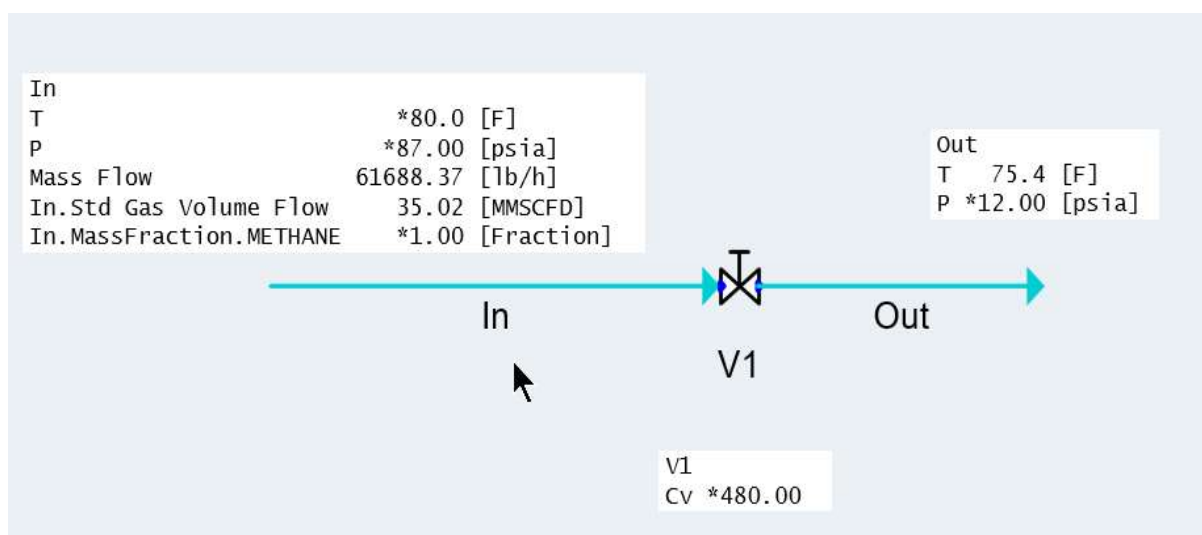 In
T *80.0 [F]
P *87.00 [psia]
Mass Flow 61688.37 [lb/h]
In.Std Gas Volume Flow 35.02 [MMSCFD]
In.MassFraction.METHANE *1.00 [Fraction]
Out
T 75.4 [F]
P *12.00 [psia]
In
Out
V1
V1
Cv *480.00